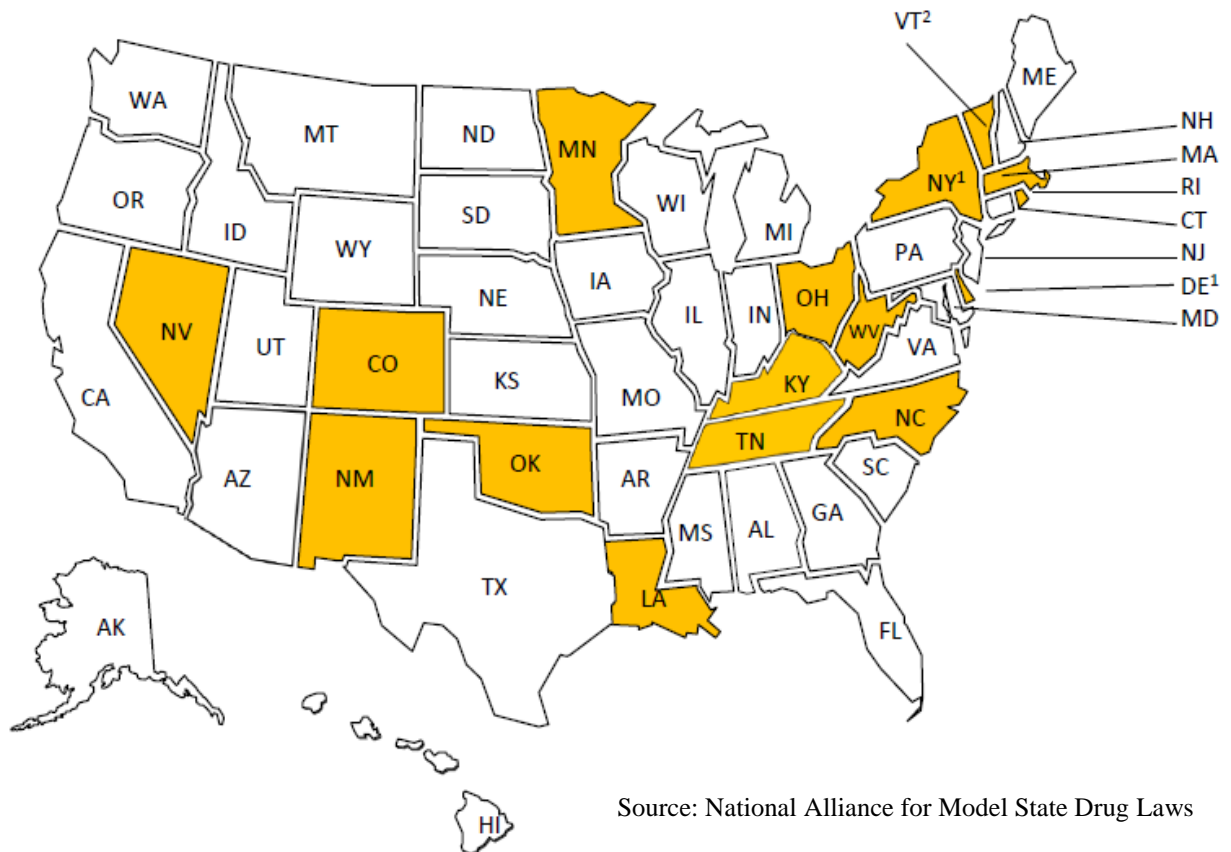 VT²
ME
WA
MT
ND
MN
NH
MA
RI
CT
NJ
DE¹
MD
OR
ID
WY
SD
WI
MI
NY¹
PA
NV
UT
CO
NE
IA
IL
IN
OH
WV
VA
CA
KS
MO
KY
NC
AZ
NM
OK
AR
TN
SC
TX
LA
MS
AL
GA
FL
AK
HI
Source: National Alliance for Model State Drug Laws